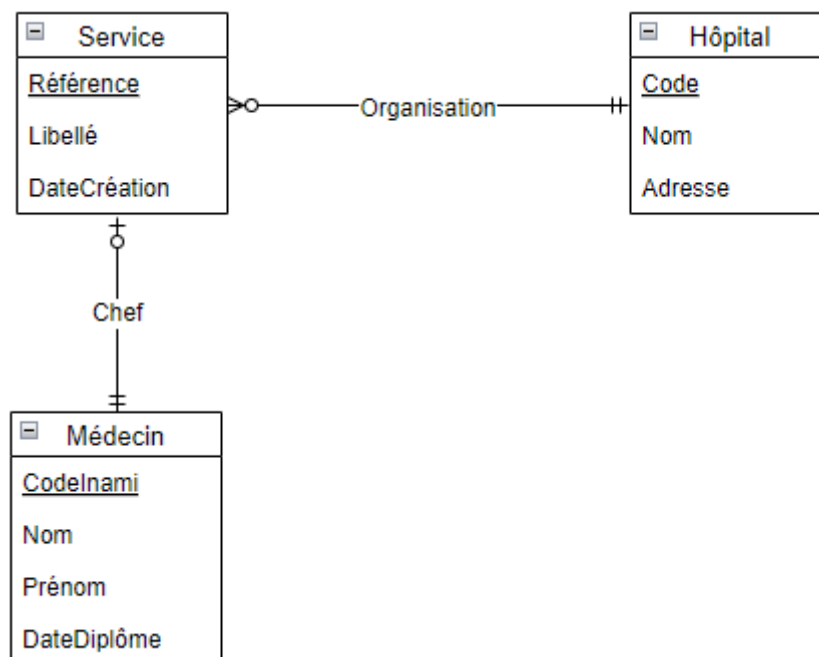 Service
Référence
Libellé
DateCréation
Organisation
Hôpital
Code
Nom
Adresse
Chef
Médecin
CodeInami
Nom
Prénom
DateDiplôme